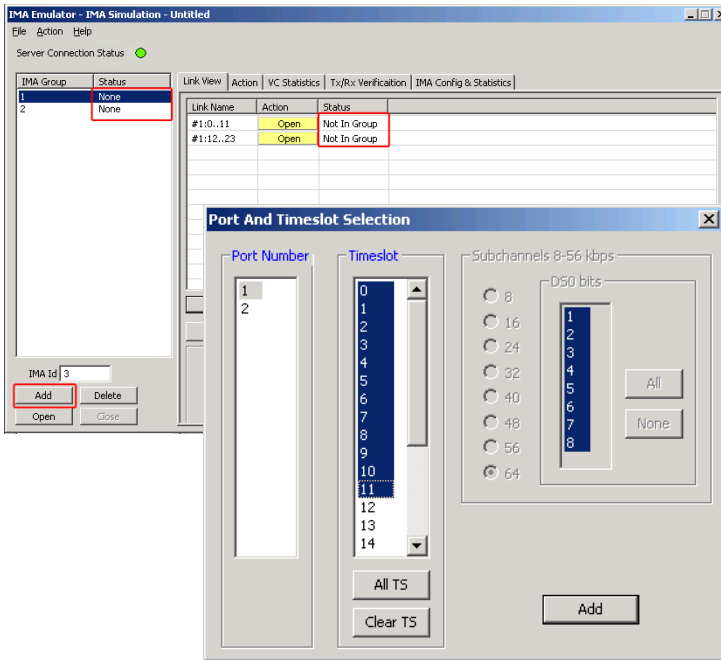 IMA Emulator - IMA Simulation - Untitled
File Action Help
Server Connection Status
IMA Group Status
1 None
2 None
Link View Action VC Statistics Tx/Rx Verificaition IMA Config & Statistics
Link Name Action Status
#1:0..11 Open Not In Group
#1:12..23 Open Not In Group
IMA Id 3
Add Delete
Open Close
Port And Timeslot Selection
Port Number
1
2
Timeslot
0
1
2
3
4
5
6
7
8
9
10
11
12
13
14
All TS
Clear TS
Subchannels 8-56 kbps
8
16
24
32
40
48
56
64
DS0 bits
1
2
3
4
5
6
7
8
All
None
Add